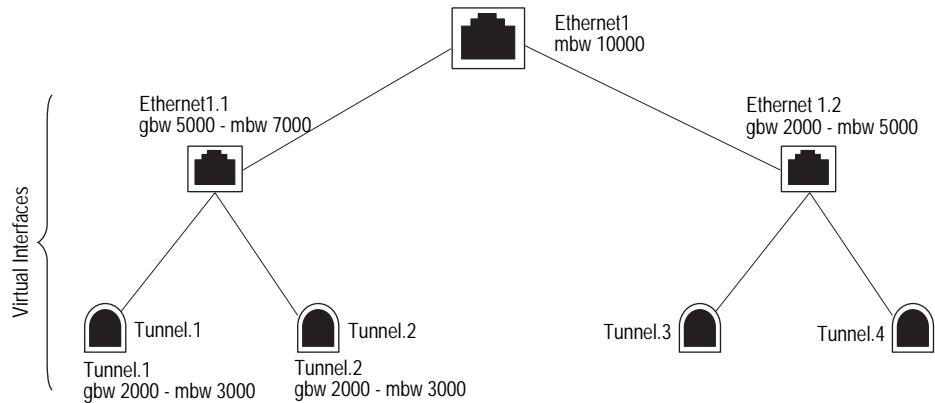 Ethernet1
mbw 10000
Ethernet1.1
gbw 5000 - mbw 7000
Ethernet 1.2
gbw 2000 - mbw 5000
Virtual Interfaces
Tunnel.1
Tunnel.2
Tunnel.3
Tunnel.4
Tunnel.1
gbw 2000 - mbw 3000
Tunnel.2
gbw 2000 - mbw 3000